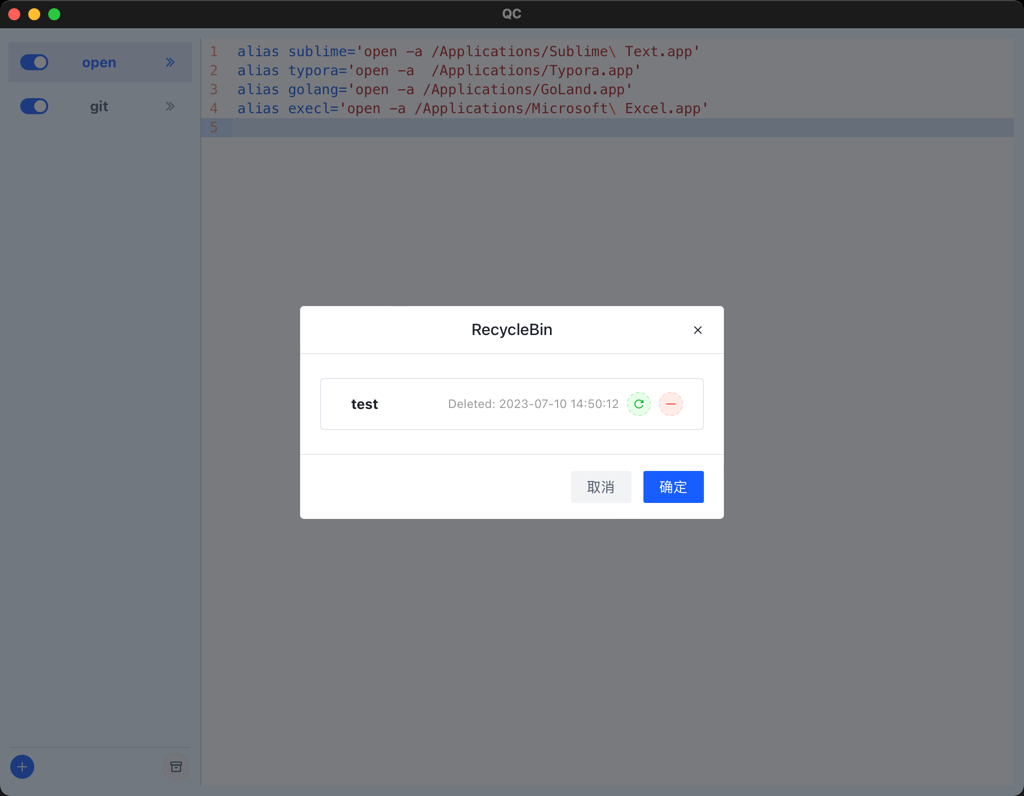 QC
open
git
1 alias sublime='open -a /Applications/Sublime\ Text.app'
2 alias typora='open -a  /Applications/Typora.app'
3 alias golang='open -a /Applications/GoLand.app'
4 alias execl='open -a /Applications/Microsoft\ Excel.app'
5
RecycleBin
test Deleted: 2023-07-10 14:50:12
取消 确定